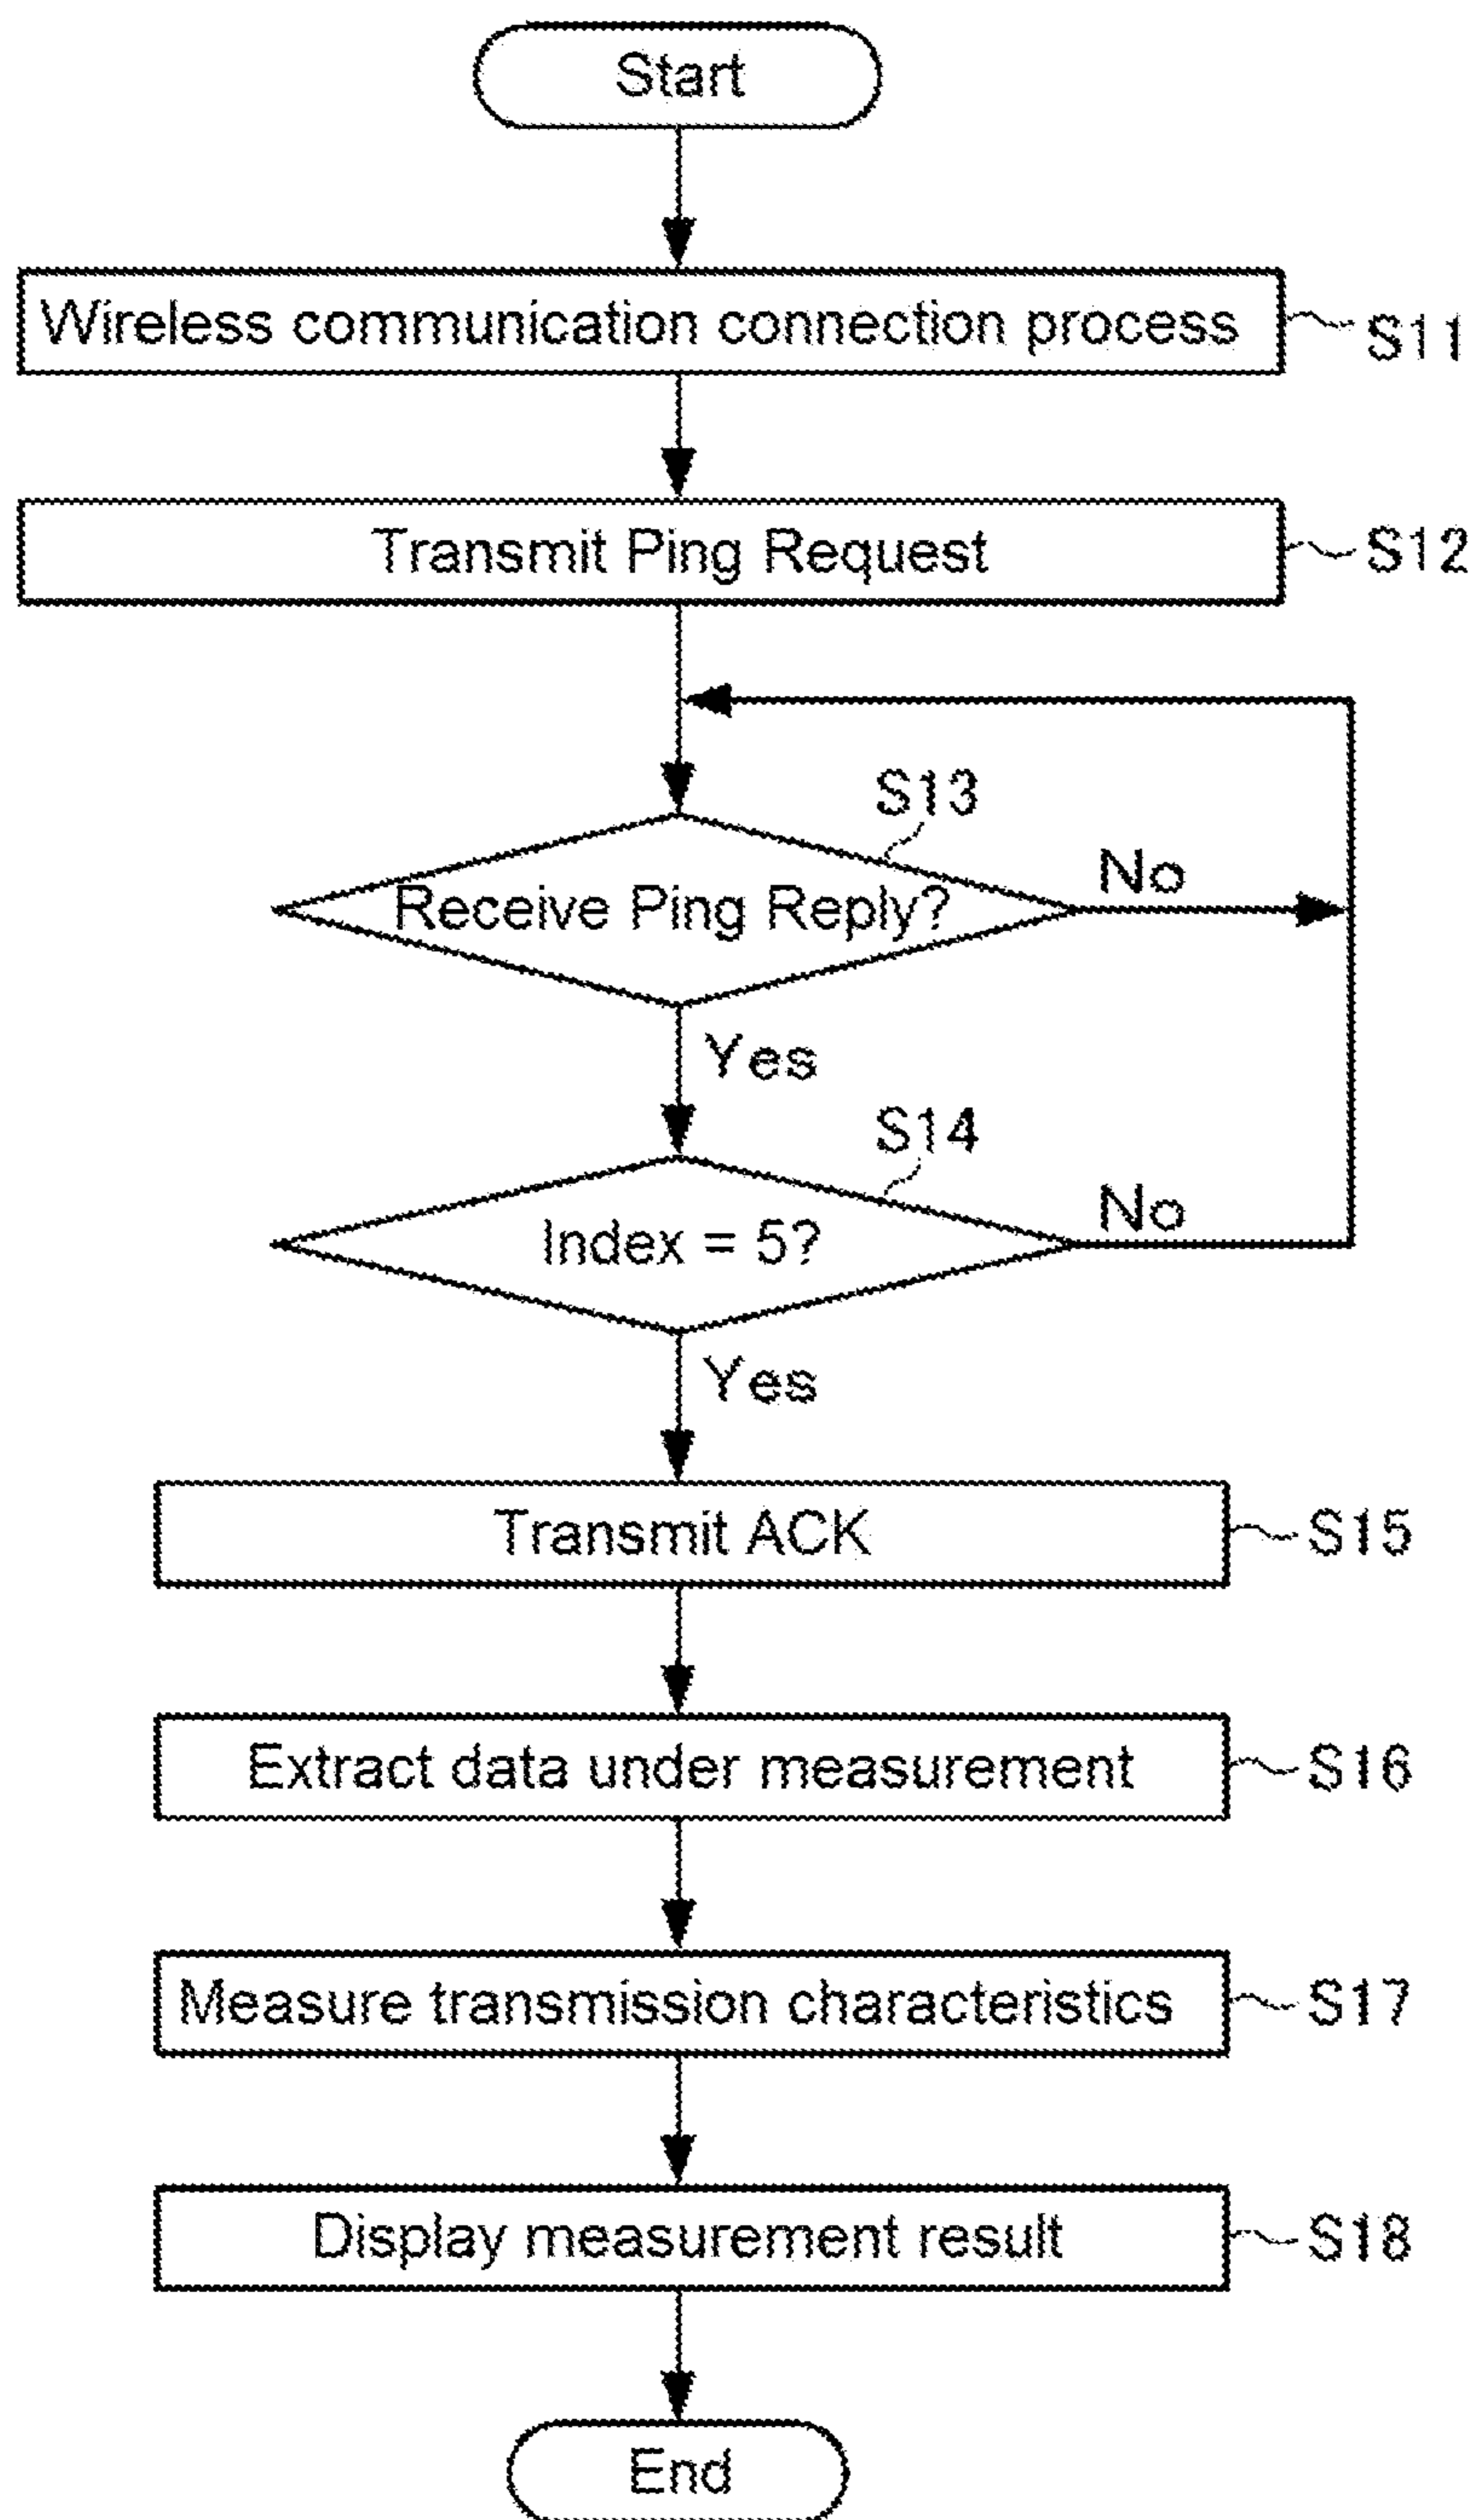 Start
Wireless communication connection process
S11
Transmit Ping Request
S12
S13
Receive Ping Reply?
No
Yes
S14
Index = 5?
No
Yes
Transmit ACK
S15
Extract data under measurement
S16
Measure transmission characteristics
S17
Display measurement result
S18
End